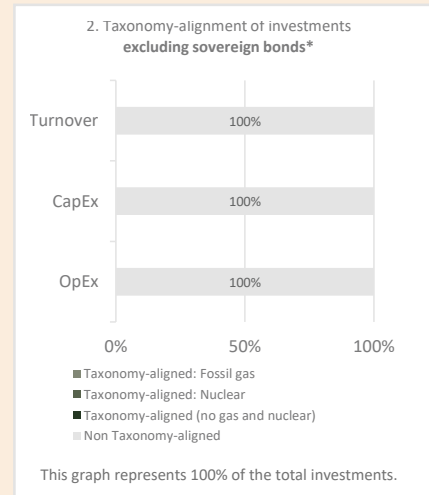 2. Taxonomy-alignment of investments
excluding sovereign bonds*
Turnover
100%
CapEx
100%
OpEx
100%
0% 50% 100%
Taxonomy-aligned: Fossil gas
Taxonomy-aligned: Nuclear
Taxonomy-aligned (no gas and nuclear)
Non Taxonomy-aligned
This graph represents 100% of the total investments.